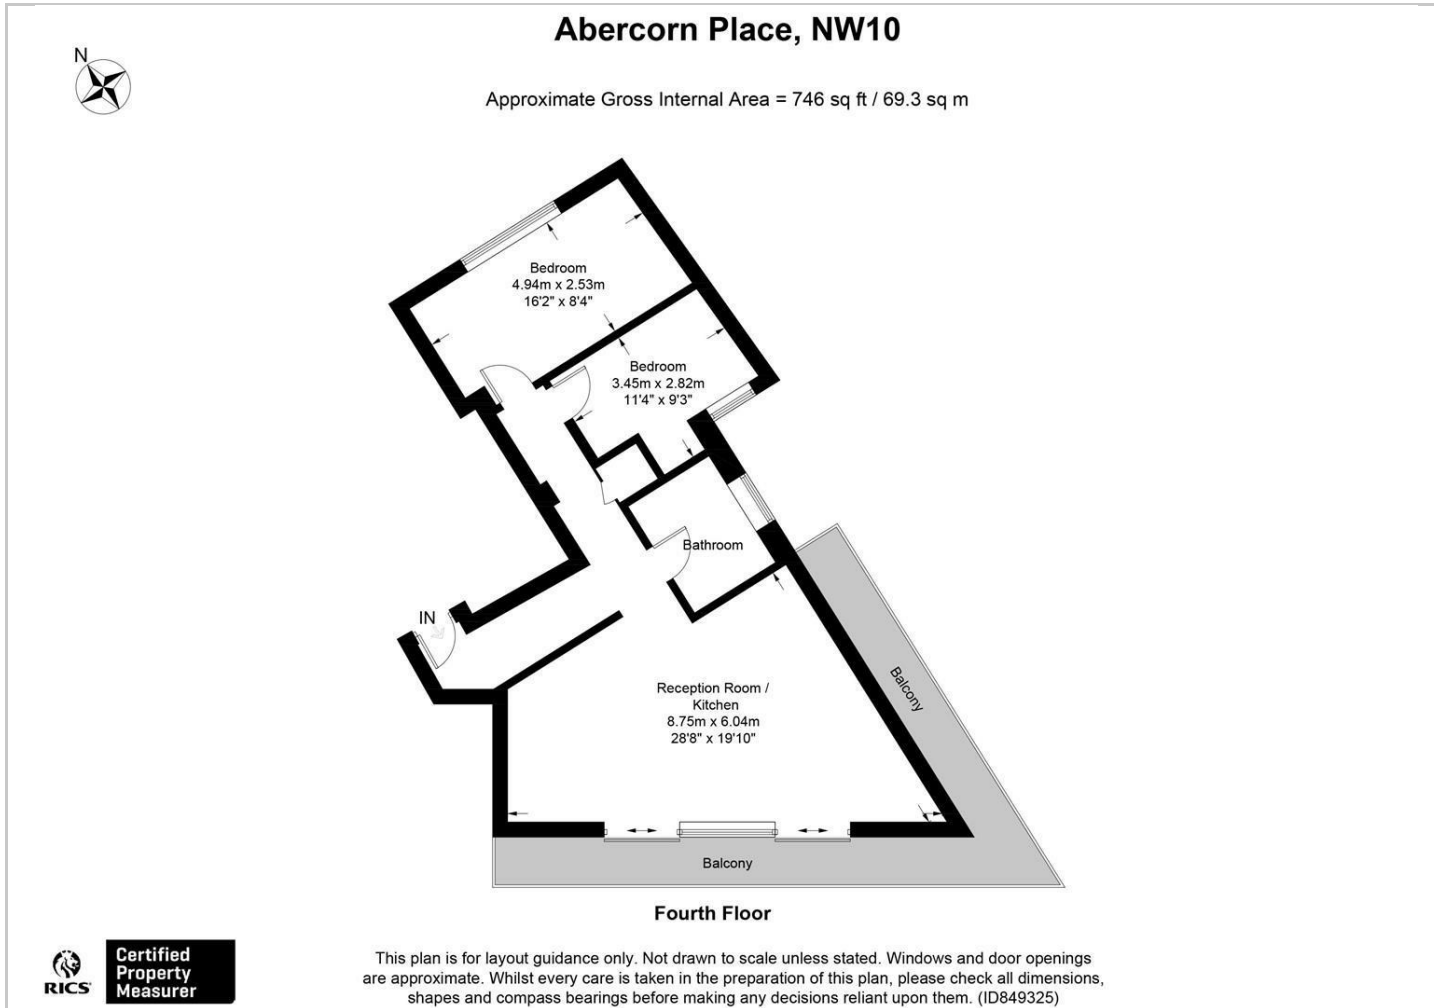 Abercorn Place, NW10
N
Approximate Gross Internal Area = 746 sq ft / 69.3 sq m
Bedroom
4.94m x 2.53m
16'2" x 8'4"
Bedroom
3.45m x 2.82m
11'4" x 9'3"
Bathroom
IN
Reception Room /
Kitchen
8.75m x 6.04m
28'8" x 19'10"
Balcony
Balcony
Fourth Floor
RICS
Certified
Property
Measurer
This plan is for layout guidance only. Not drawn to scale unless stated. Windows and door openings
are approximate. Whilst every care is taken in the preparation of this plan, please check all dimensions,
shapes and compass bearings before making any decisions reliant upon them. (ID849325)